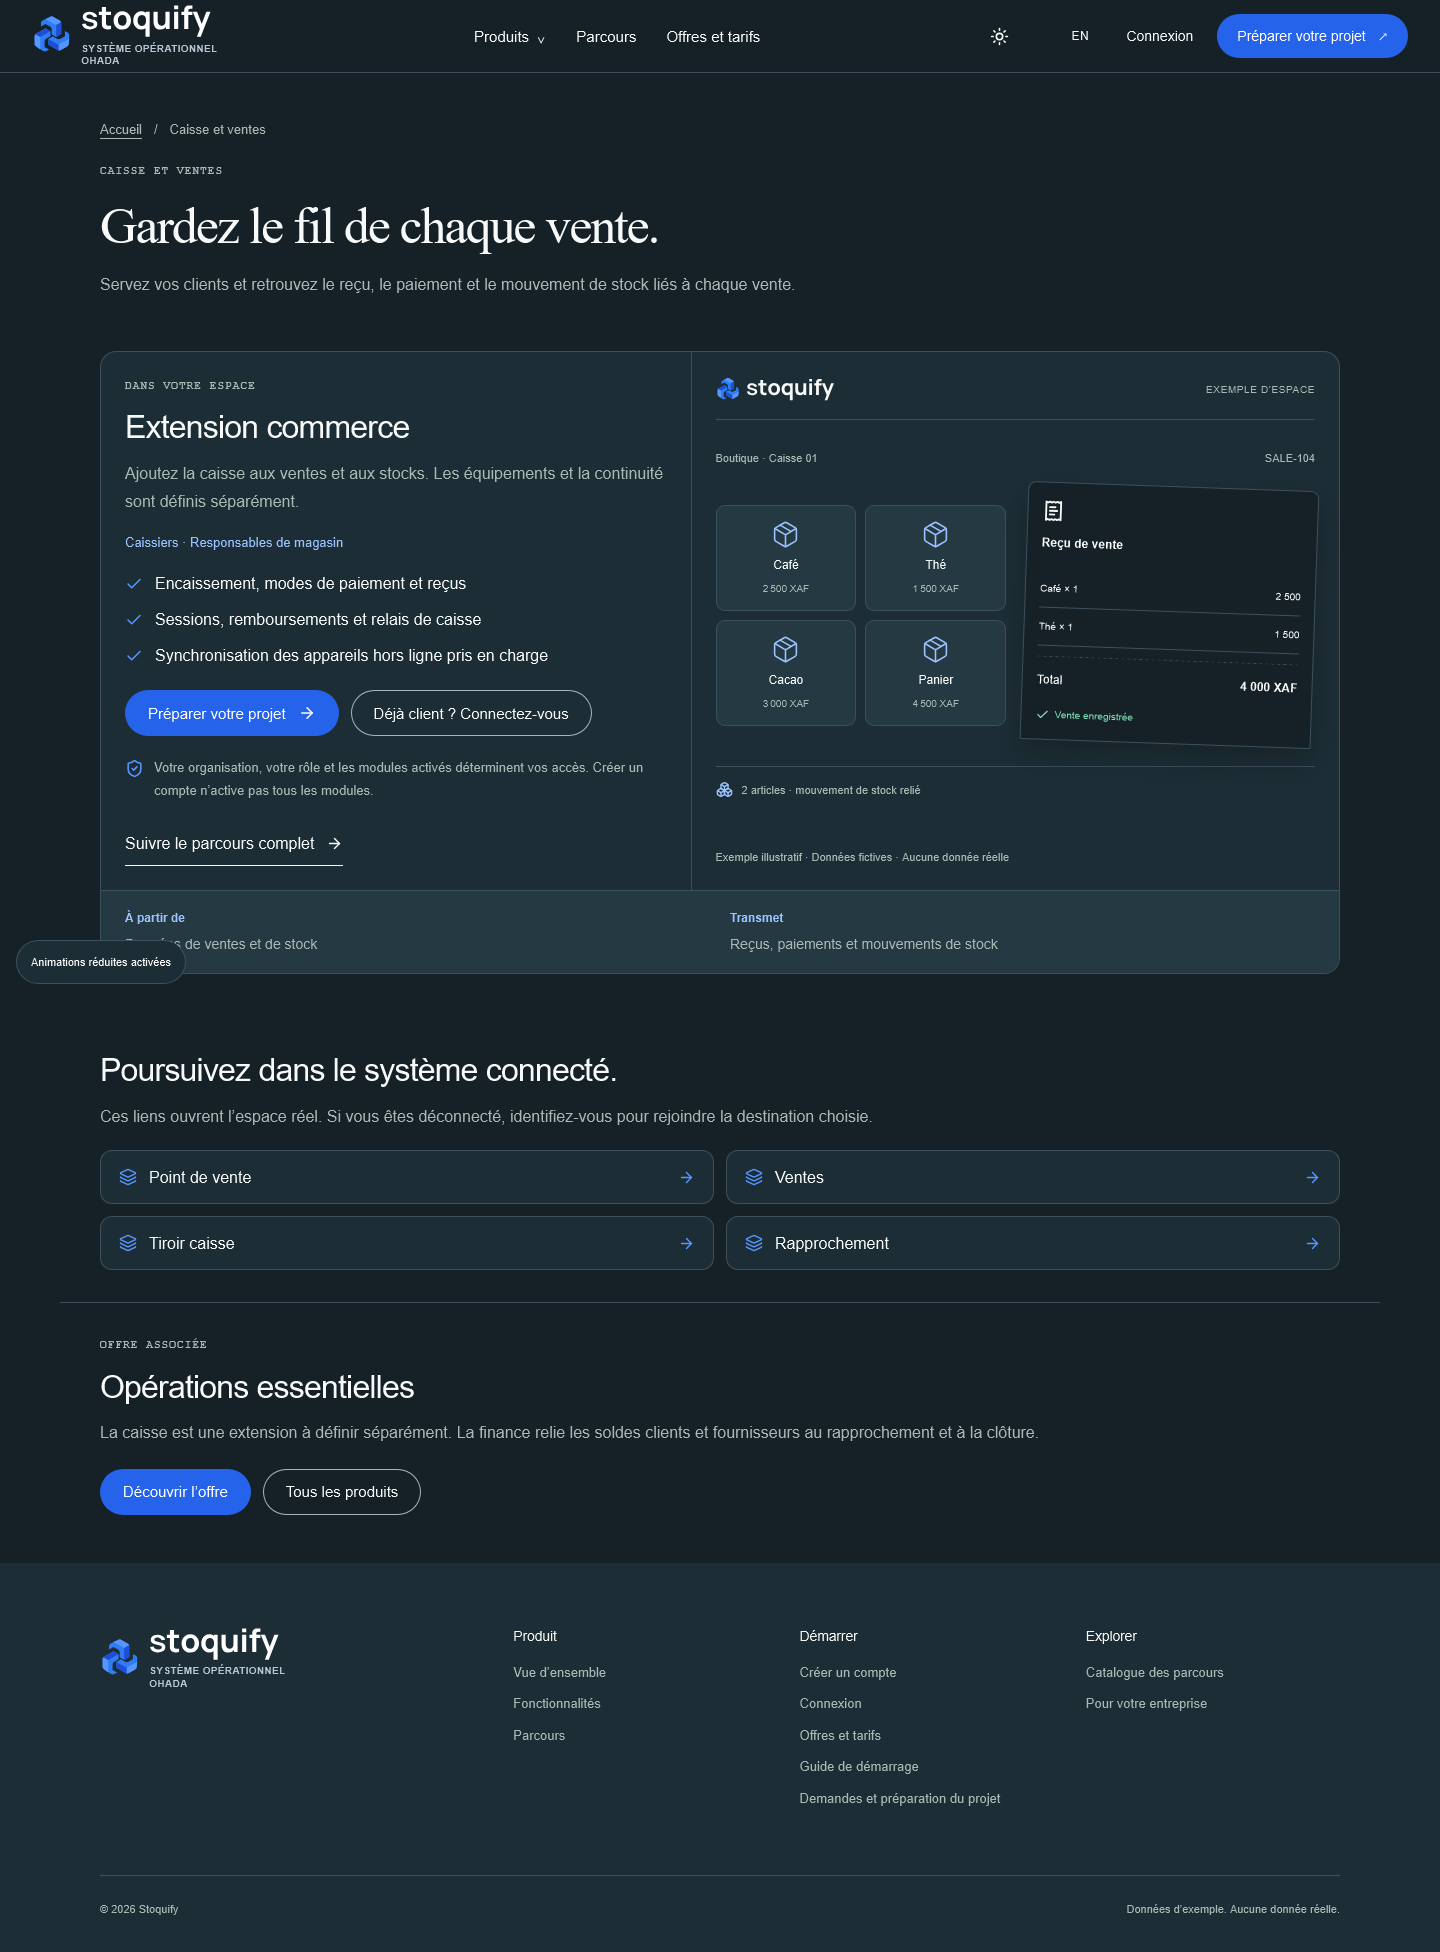 stoquify
SYSTÈME OPÉRATIONNEL
OHADA
Produits
Parcours
Offres et tarifs
EN
Connexion
Préparer votre projet ↗
Accueil / Caisse et ventes
CAISSE ET VENTES
Gardez le fil de chaque vente.
Servez vos clients et retrouvez le reçu, le paiement et le mouvement de stock liés à chaque vente.
DANS VOTRE ESPACE
Extension commerce
Ajoutez la caisse aux ventes et aux stocks. Les équipements et la continuité
sont définis séparément.
Caissiers · Responsables de magasin
Encaissement, modes de paiement et reçus
Sessions, remboursements et relais de caisse
Synchronisation des appareils hors ligne pris en charge
Préparer votre projet
Déjà client ? Connectez-vous
Votre organisation, votre rôle et les modules activés déterminent vos accès. Créer un
compte n’active pas tous les modules.
Suivre le parcours complet
stoquify
EXEMPLE D’ESPACE
Boutique · Caisse 01
SALE-104
Café
2 500 XAF
Thé
1 500 XAF
Cacao
3 000 XAF
Panier
4 500 XAF
Reçu de vente
Café × 1
2 500
Thé × 1
1 500
Total
4 000 XAF
Vente enregistrée
2 articles · mouvement de stock relié
Exemple illustratif · Données fictives · Aucune donnée réelle
À partir de
de ventes et de stock
Transmet
Reçus, paiements et mouvements de stock
Animations réduites activées
Poursuivez dans le système connecté.
Ces liens ouvrent l’espace réel. Si vous êtes déconnecté, identifiez-vous pour rejoindre la destination choisie.
Point de vente
Ventes
Tiroir caisse
Rapprochement
OFFRE ASSOCIÉE
Opérations essentielles
La caisse est une extension à définir séparément. La finance relie les soldes clients et fournisseurs au rapprochement et à la clôture.
Découvrir l’offre
Tous les produits
stoquify
SYSTÈME OPÉRATIONNEL
OHADA
Produit
Vue d’ensemble
Fonctionnalités
Parcours
Démarrer
Créer un compte
Connexion
Offres et tarifs
Guide de démarrage
Demandes et préparation du projet
Explorer
Catalogue des parcours
Pour votre entreprise
© 2026 Stoquify
Données d’exemple. Aucune donnée réelle.